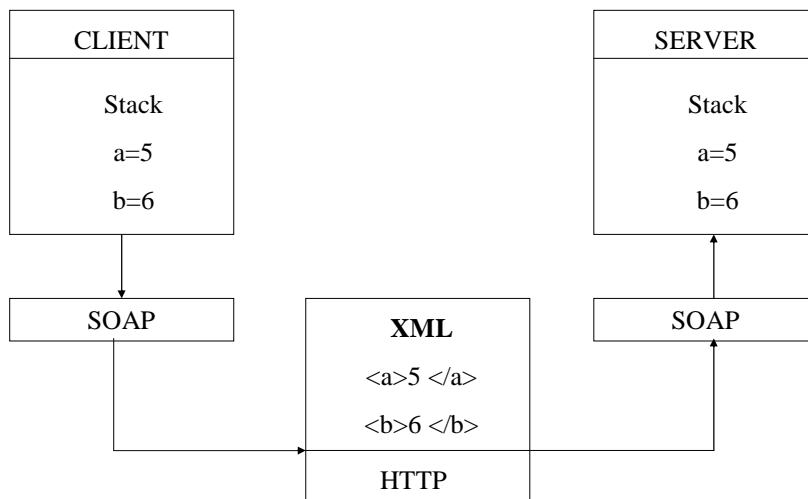 CLIENT
Stack
a=5
b=6
SERVER
Stack
a=5
b=6
SOAP
XML
<a>5 </a>
<b>6 </b>
HTTP
SOAP